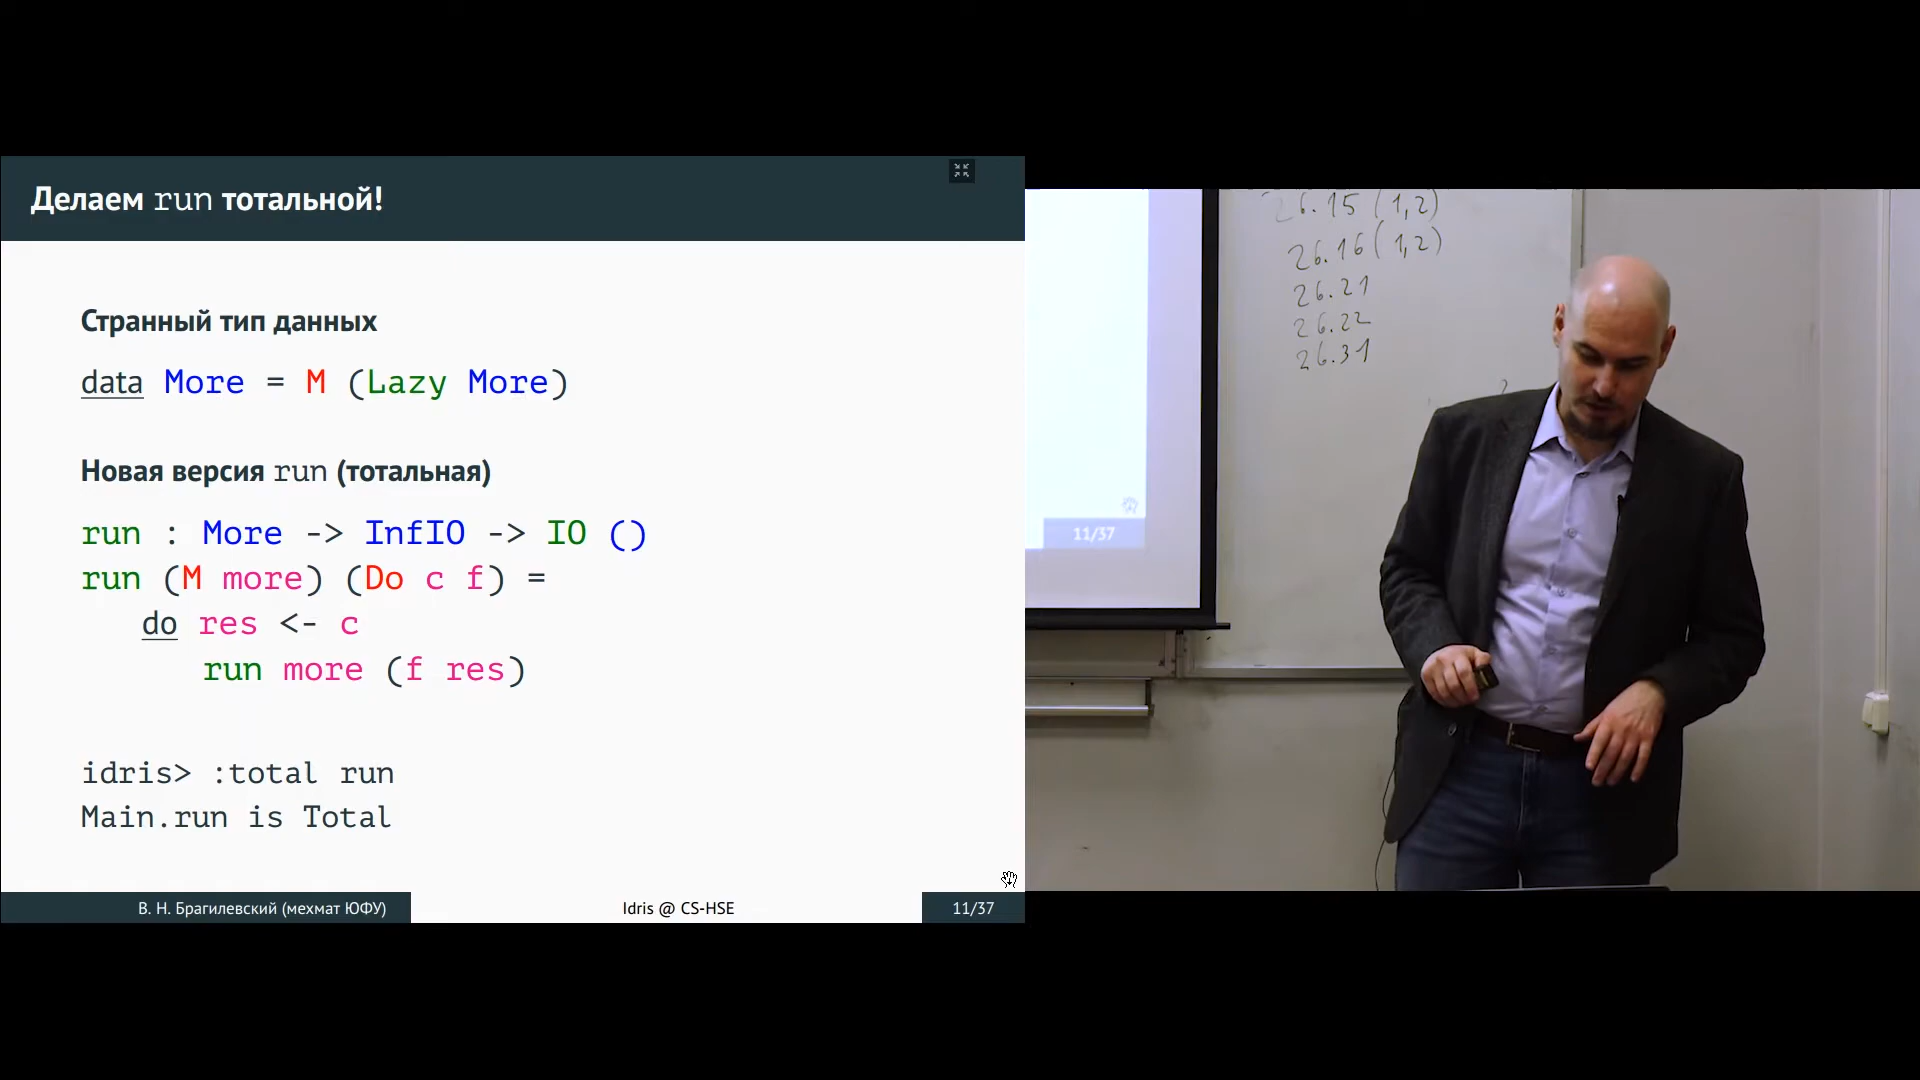 Делаем run тотальной!
Странный тип данных
data More = M (Lazy More)
Новая версия run (тотальная)
run : More -> InfIO -> IO ()
run (M more) (Do c f) =
do res <- c
run more (f res)
idris> :total run
Main.run is Total
В. Н. Брагилевский (мехмат ЮФУ)
Idris @ CS-HSE
11/37
26.15 (1,2)
26.16 (1,2)
26.21
26.22
26.31
11/37